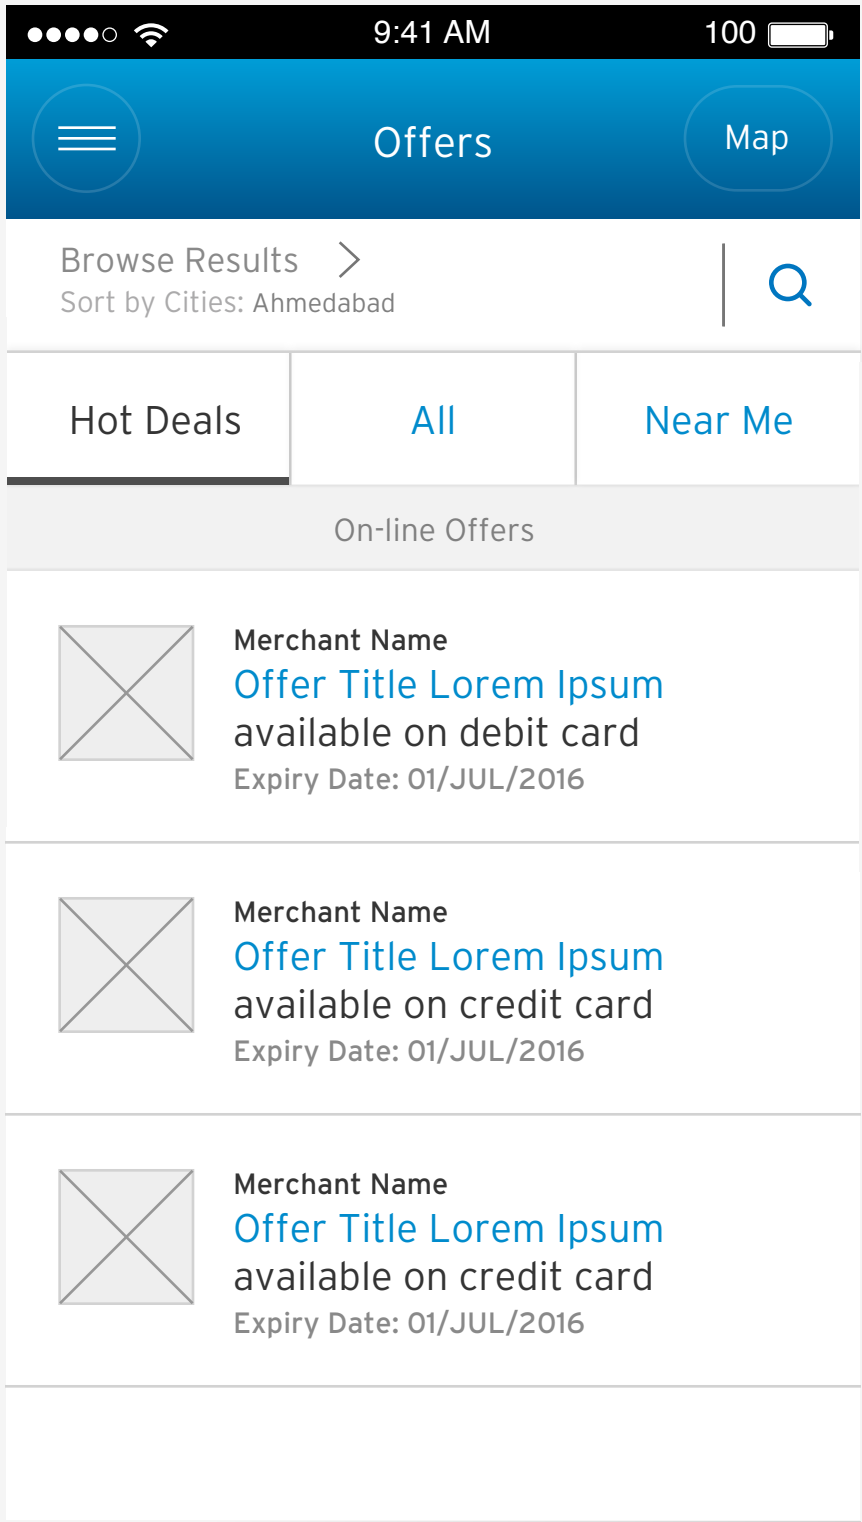 9:41 AM
100
Offers
Map
Browse Results
Sort by Cities: Ahmedabad
Hot Deals
All
Near Me
On-line Offers
Merchant Name
Offer Title Lorem Ipsum
available on debit card
Expiry Date: 01/JUL/2016
Merchant Name
Offer Title Lorem Ipsum
available on credit card
Expiry Date: 01/JUL/2016
Merchant Name
Offer Title Lorem Ipsum
available on credit card
Expiry Date: 01/JUL/2016